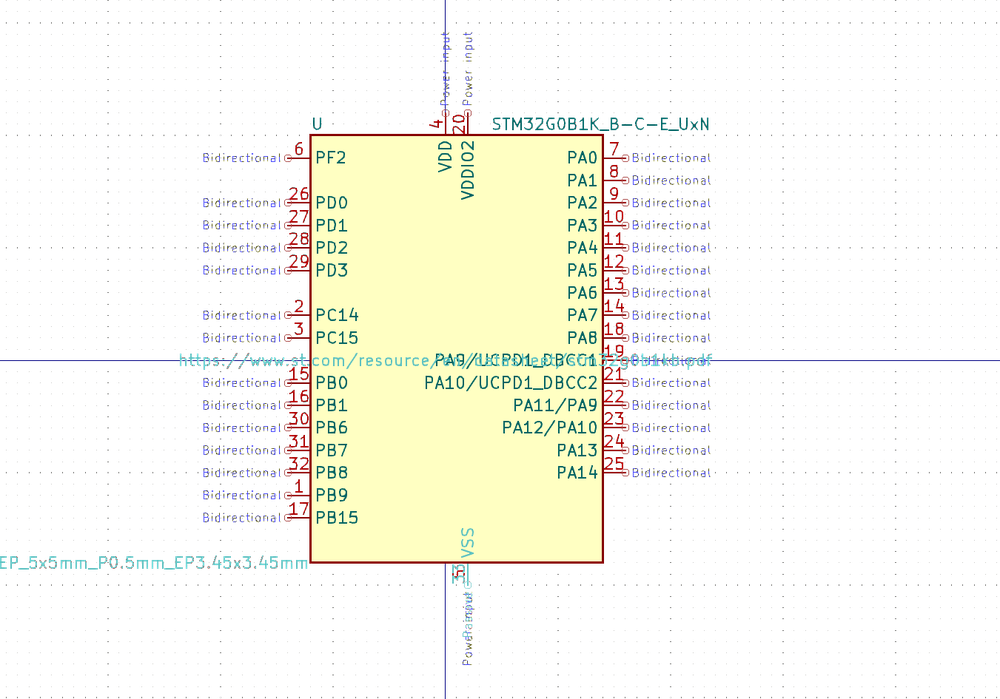 Power input
Power input
4
20
U
STM32G0B1K_B-C-E_UxN
VDD
VDDIO2
Bidirectional 6 PF2
PA0 7 Bidirectional
PA1 8 Bidirectional
Bidirectional 26 PD0
PA2 9 Bidirectional
Bidirectional 27 PD1
PA3 10 Bidirectional
Bidirectional 28 PD2
PA4 11 Bidirectional
Bidirectional 29 PD3
PA5 12 Bidirectional
PA6 13 Bidirectional
Bidirectional 2 PC14
PA7 14 Bidirectional
Bidirectional 3 PC15
PA8 18 Bidirectional
PA9/UCPD1_DBCC1 19
Bidirectional 15 PB0
PA10/UCPD1_DBCC2 21 Bidirectional
Bidirectional 16 PB1
PA11/PA9 22 Bidirectional
Bidirectional 30 PB6
PA12/PA10 23 Bidirectional
Bidirectional 31 PB7
PA13 24 Bidirectional
Bidirectional 32 PB8
PA14 25 Bidirectional
Bidirectional 1 PB9
Bidirectional 17 PB15
VSS
EP_5x5mm_P0.5mm_EP3.45x3.45mm
Power input